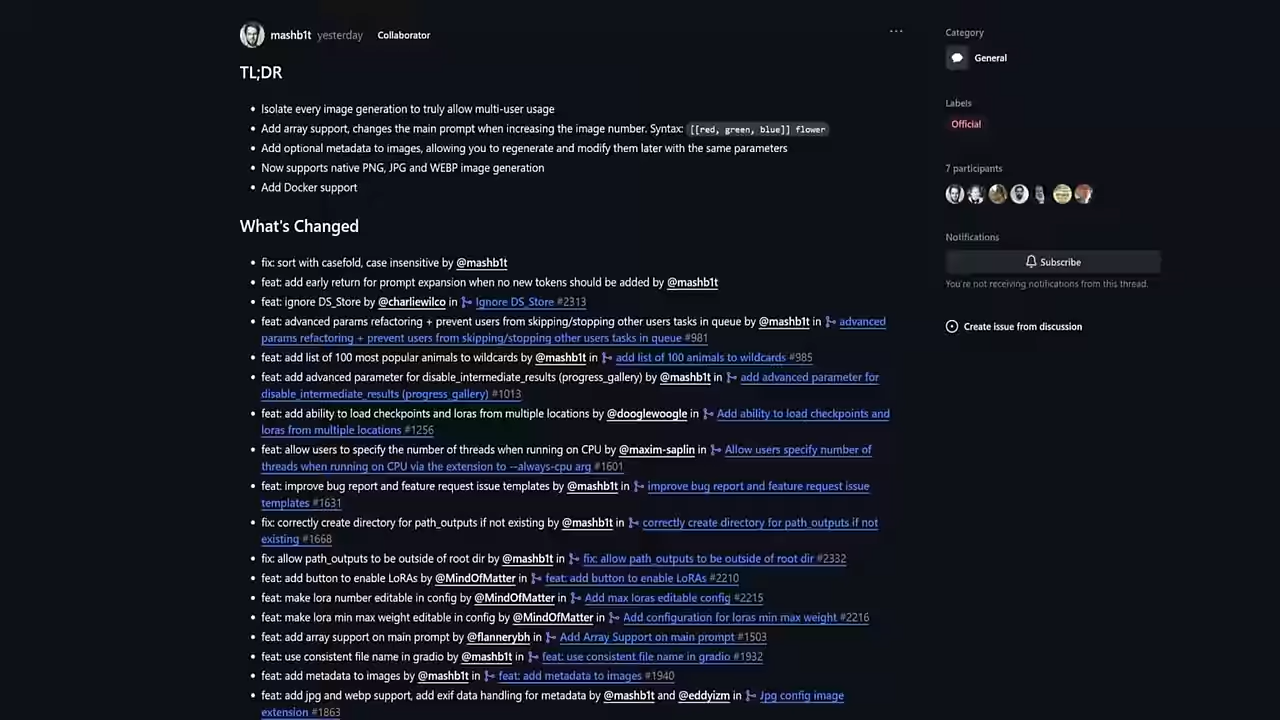 mashb1t yesterday Collaborator
TL;DR
Isolate every image generation to truly allow multi-user usage
Add array support, changes the main prompt when increasing the image number. Syntax: [[red, green, blue]] flower
Add optional metadata to images, allowing you to regenerate and modify them later with the same parameters
Now supports native PNG, JPG and WEBP image generation
Add Docker support
What's Changed
fix: sort with casefold, case insensitive by @mashb1t
feat: add early return for prompt expansion when no new tokens should be added by @mashb1t
feat: ignore DS_Store by @charliewilco in Ignore DS_Store #2313
feat: advanced params refactoring + prevent users from skipping/stopping other users tasks in queue by @mashb1t in advanced
params refactoring + prevent users from skipping/stopping other users tasks in queue #981
feat: add list of 100 most popular animals to wildcards by @mashb1t in add list of 100 animals to wildcards #985
feat: add advanced parameter for disable_intermediate_results (progress_gallery) by @mashb1t in add advanced parameter for
disable_intermediate_results (progress_gallery) #1013
feat: add ability to load checkpoints and loras from multiple locations by @dooglewoogle in Add ability to load checkpoints and
loras from multiple locations #1256
feat: allow users to specify the number of threads when running on CPU by @maxim-saplin in Allow users specify number of
threads when running on CPU via the extension to --always-cpu arg #1601
feat: improve bug report and feature request issue templates by @mashb1t in improve bug report and feature request issue
templates #1631
fix: correctly create directory for path_outputs if not existing by @mashb1t in correctly create directory for path_outputs if not
existing #1668
fix: allow path_outputs to be outside of root dir by @mashb1t in fix: allow path_outputs to be outside of root dir #2332
feat: add button to enable LoRAs by @MindOfMatter in feat: add button to enable LoRAs #2210
feat: make lora number editable in config by @MindOfMatter in Add max loras editable config #2215
feat: make lora min max weight editable in config by @MindOfMatter in Add configuration for loras min max weight #2216
feat: add array support on main prompt by @flannerybh in Add Array Support on main prompt #1503
feat: use consistent file name in gradio by @mashb1t in feat: use consistent file name in gradio #1932
feat: add metadata to images by @mashb1t in feat: add metadata to images #1940
feat: add jpg and webp support, add exif data handling for metadata by @mashb1t and @eddyizm in Jpg config image
extension #1863
Category
General
Labels
Official
7 participants
Notifications
Subscribe
You're not receiving notifications from this thread.
Create issue from discussion